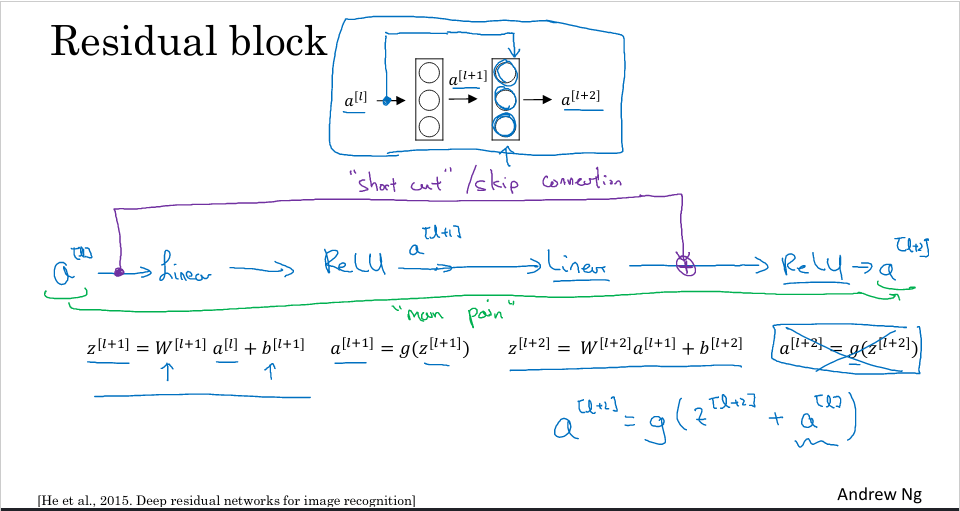 Residual block
a[l] a[l+1] a[l+2]
"short cut" / skip connection
a[l] → Linear → ReLU a[l+1] → Linear → ReLU → a[l+2]
"main path"
z[l+1] = W[l+1] a[l] + b[l+1] a[l+1] = g(z[l+1]) z[l+2] = W[l+2]a[l+1] + b[l+2] a[l+2] = g(z[l+2])
a[l+2] = g(z[l+2] + a[l])
[He et al., 2015. Deep residual networks for image recognition]
Andrew Ng